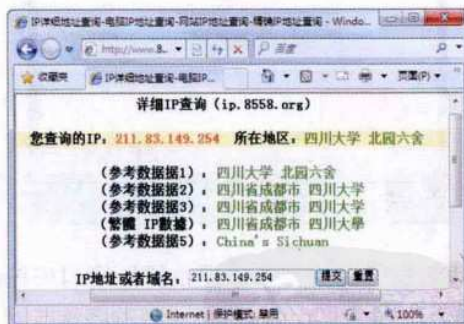 IP详细地址查询-电脑IP地址查询-网站IP地址查询-精确IP地址查询 - Windo...
http://www.8.. 百度
收藏夹 IP详细地址查询-电脑IP... 页面(P)
详细IP查询(ip.8558.org)
您查询的IP：211.83.149.254 所在地区：四川大学 北园六舍
(参考数据据1)：四川大学 北园六舍
(参考数据据2)：四川省成都市 四川大学
(参考数据据3)：四川省成都市 四川大学
(繁體 IP數據)：四川省成都市 四川大學
(参考数据据5)：China's Sichuan
IP地址或者域名：211.83.149.254 提交 重置
Internet | 保护模式: 禁用 100%